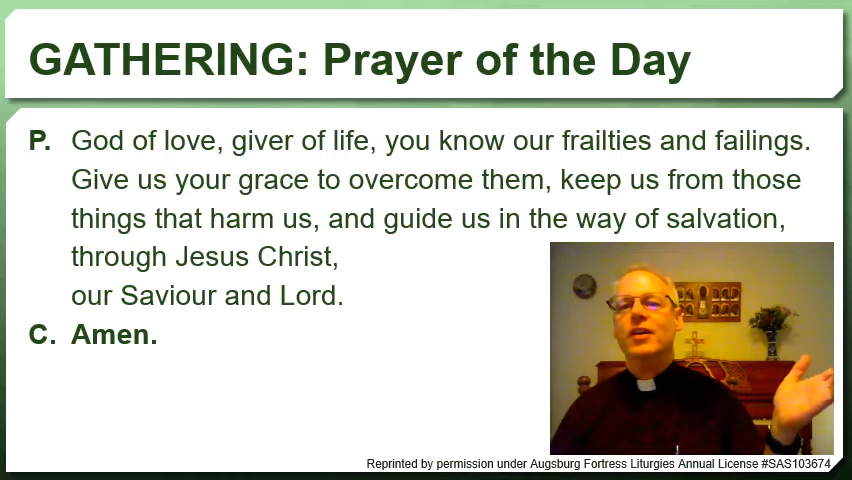 GATHERING: Prayer of the Day
P. God of love, giver of life, you know our frailties and failings.
Give us your grace to overcome them, keep us from those
things that harm us, and guide us in the way of salvation,
through Jesus Christ,
our Saviour and Lord.
C. Amen.
Reprinted by permission under Augsburg Fortress Liturgies Annual License #SAS103674